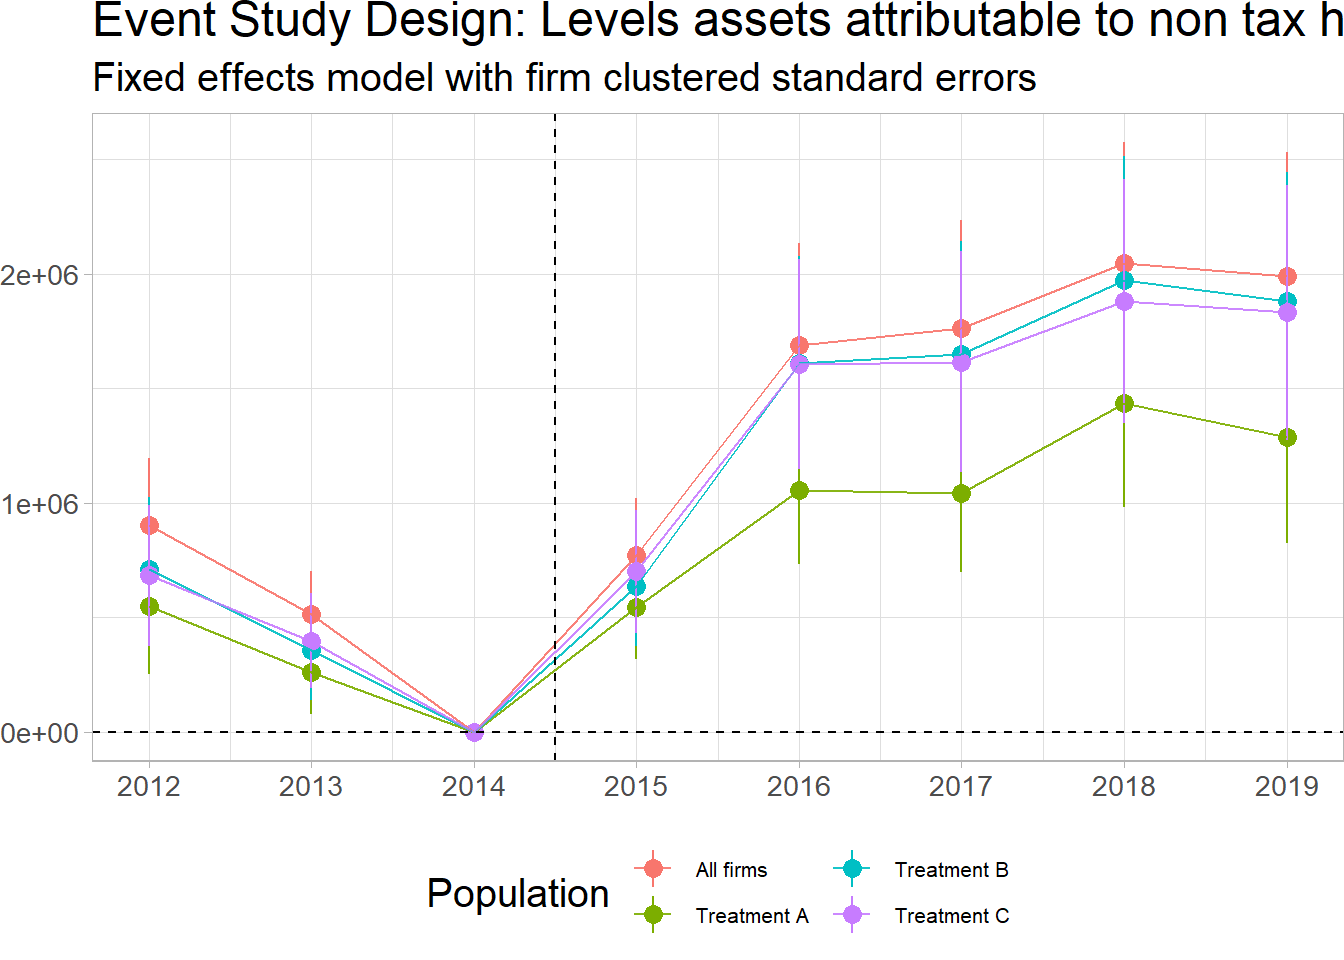 Event Study Design: Levels assets attributable to non tax h
Fixed effects model with firm clustered standard errors
2e+06
1e+06
0e+00
2012 2013 2014 2015 2016 2017 2018 2019
Population
All firms
Treatment A
Treatment B
Treatment C